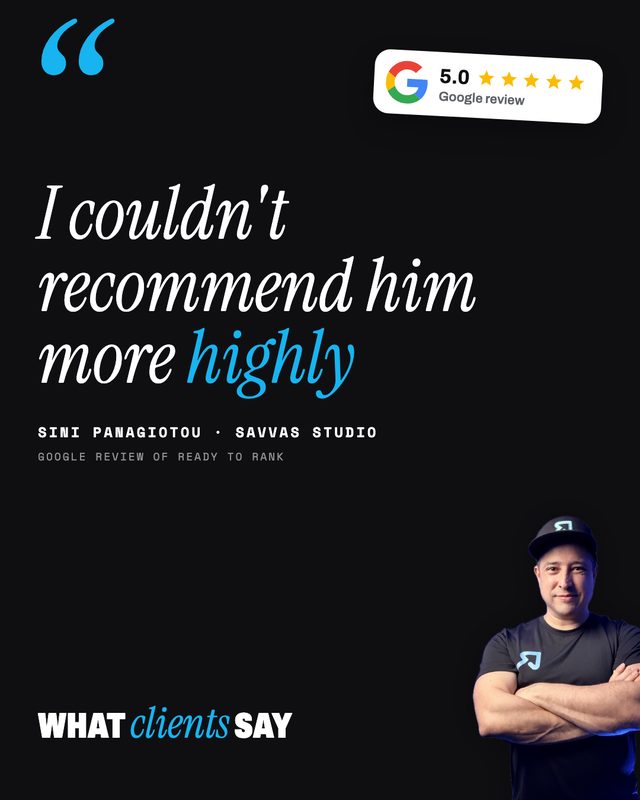 5.0
Google review
I couldn't
recommend him
more highly
SINI PANAGIOTOU · SAVVAS STUDIO
GOOGLE REVIEW OF READY TO RANK
WHAT clients SAY